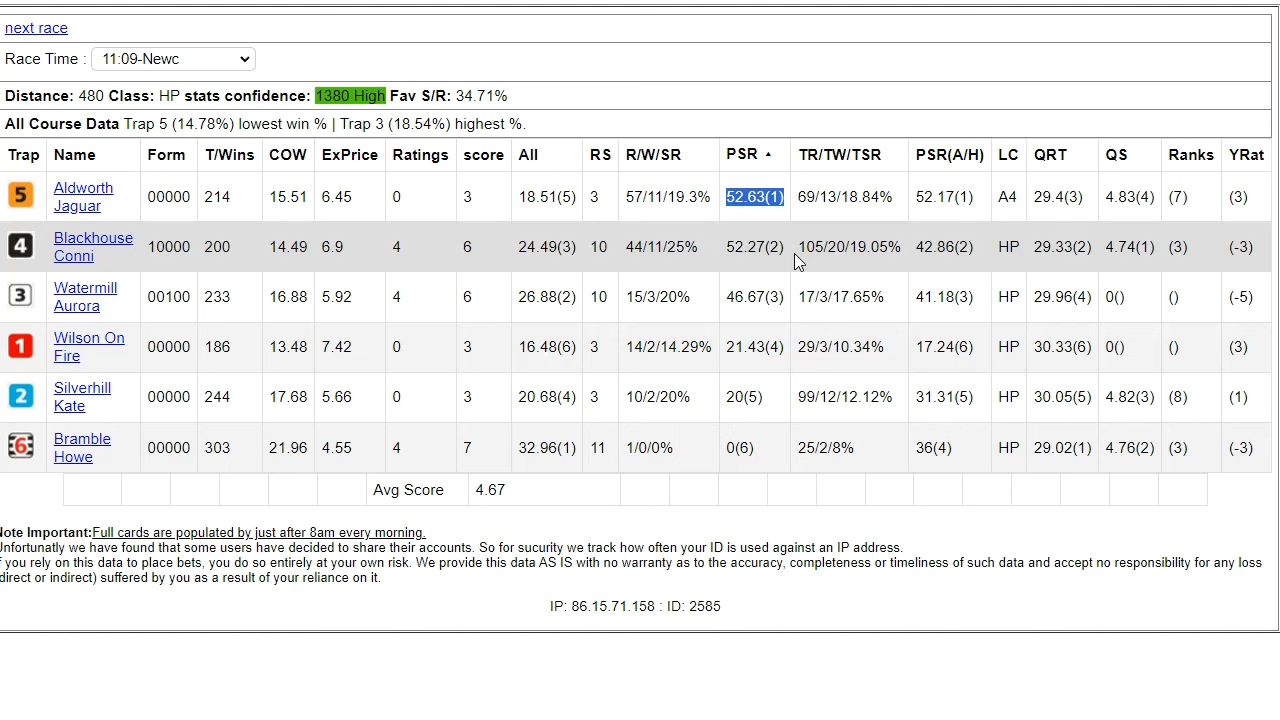 next race
Race Time : 11:09-Newc
Distance: 480 Class: HP stats confidence: 1380 High Fav S/R: 34.71%
All Course Data Trap 5 (14.78%) lowest win % | Trap 3 (18.54%) highest %.
Trap Name Form T/Wins COW ExPrice Ratings score All RS R/W/SR PSR TR/TW/TSR PSR(A/H) LC QRT QS Ranks YRat
5 Aldworth Jaguar 00000 214 15.51 6.45 0 3 18.51(5) 3 57/11/19.3% 52.63(1) 69/13/18.84% 52.17(1) A4 29.4(3) 4.83(4) (7) (3)
4 Blackhouse Conni 10000 200 14.49 6.9 4 6 24.49(3) 10 44/11/25% 52.27(2) 105/20/19.05% 42.86(2) HP 29.33(2) 4.74(1) (3) (-3)
3 Watermill Aurora 00100 233 16.88 5.92 4 6 26.88(2) 10 15/3/20% 46.67(3) 17/3/17.65% 41.18(3) HP 29.96(4) 0() () (-5)
1 Wilson On Fire 00000 186 13.48 7.42 0 3 16.48(6) 3 14/2/14.29% 21.43(4) 29/3/10.34% 17.24(6) HP 30.33(6) 0() () (3)
2 Silverhill Kate 00000 244 17.68 5.66 0 3 20.68(4) 3 10/2/20% 20(5) 99/12/12.12% 31.31(5) HP 30.05(5) 4.82(3) (8) (1)
6 Bramble Howe 00000 303 21.96 4.55 4 7 32.96(1) 11 1/0/0% 0(6) 25/2/8% 36(4) HP 29.02(1) 4.76(2) (3) (-3)
Avg Score 4.67
Note Important:Full cards are populated by just after 8am every morning.
Unfortunatly we have found that some users have decided to share their accounts. So for sucurity we track how often your ID is used against an IP address.
If you rely on this data to place bets, you do so entirely at your own risk. We provide this data AS IS with no warranty as to the accuracy, completeness or timeliness of such data and accept no responsibility for any loss
(direct or indirect) suffered by you as a result of your reliance on it.
IP: 86.15.71.158 : ID: 2585